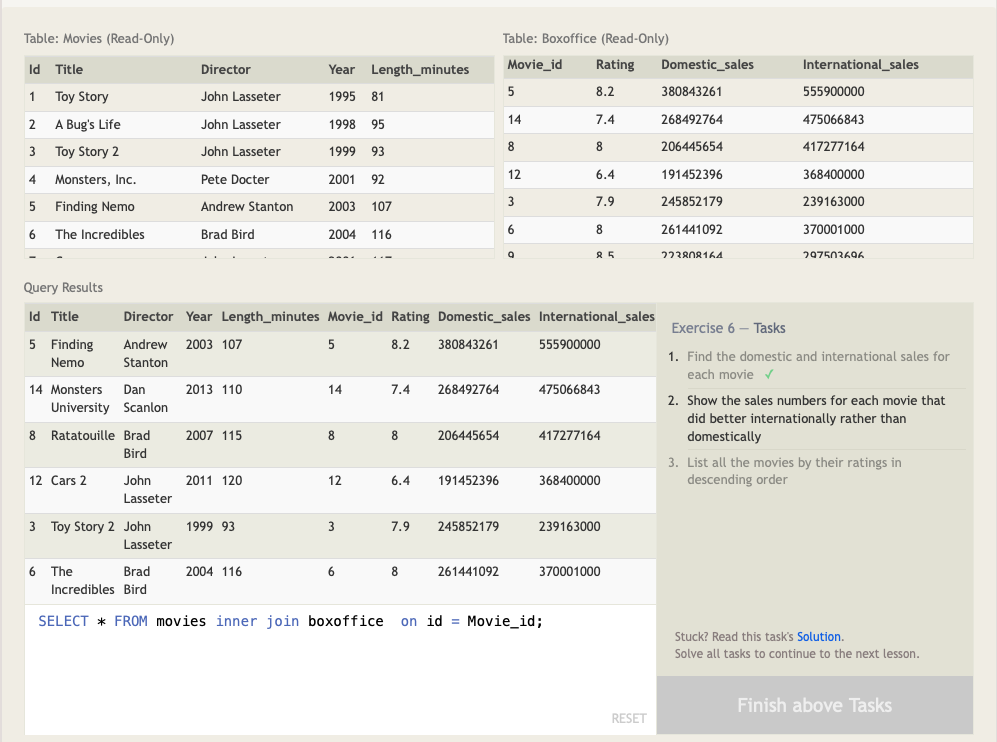 Table: Movies (Read-Only)
Id Title Director Year Length_minutes
1 Toy Story John Lasseter 1995 81
2 A Bug's Life John Lasseter 1998 95
3 Toy Story 2 John Lasseter 1999 93
4 Monsters, Inc. Pete Docter 2001 92
5 Finding Nemo Andrew Stanton 2003 107
6 The Incredibles Brad Bird 2004 116
Table: Boxoffice (Read-Only)
Movie_id Rating Domestic_sales International_sales
5 8.2 380843261 555900000
14 7.4 268492764 475066843
8 8 206445654 417277164
12 6.4 191452396 368400000
3 7.9 245852179 239163000
6 8 261441092 370001000
9 8.5 223808164 297503696
Query Results
Id Title Director Year Length_minutes Movie_id Rating Domestic_sales International_sales
5 Finding Andrew 2003 107 5 8.2 380843261 555900000
Nemo Stanton
14 Monsters Dan 2013 110 14 7.4 268492764 475066843
University Scanlon
8 Ratatouille Brad 2007 115 8 8 206445654 417277164
Bird
12 Cars 2 John 2011 120 12 6.4 191452396 368400000
Lasseter
3 Toy Story 2 John 1999 93 3 7.9 245852179 239163000
Lasseter
6 The Brad 2004 116 6 8 261441092 370001000
Incredibles Bird
SELECT * FROM movies inner join boxoffice  on id = Movie_id;
RESET
Exercise 6 — Tasks
1. Find the domestic and international sales for
each movie ✓
2. Show the sales numbers for each movie that
did better internationally rather than
domestically
3. List all the movies by their ratings in
descending order
Stuck? Read this task's Solution.
Solve all tasks to continue to the next lesson.
Finish above Tasks